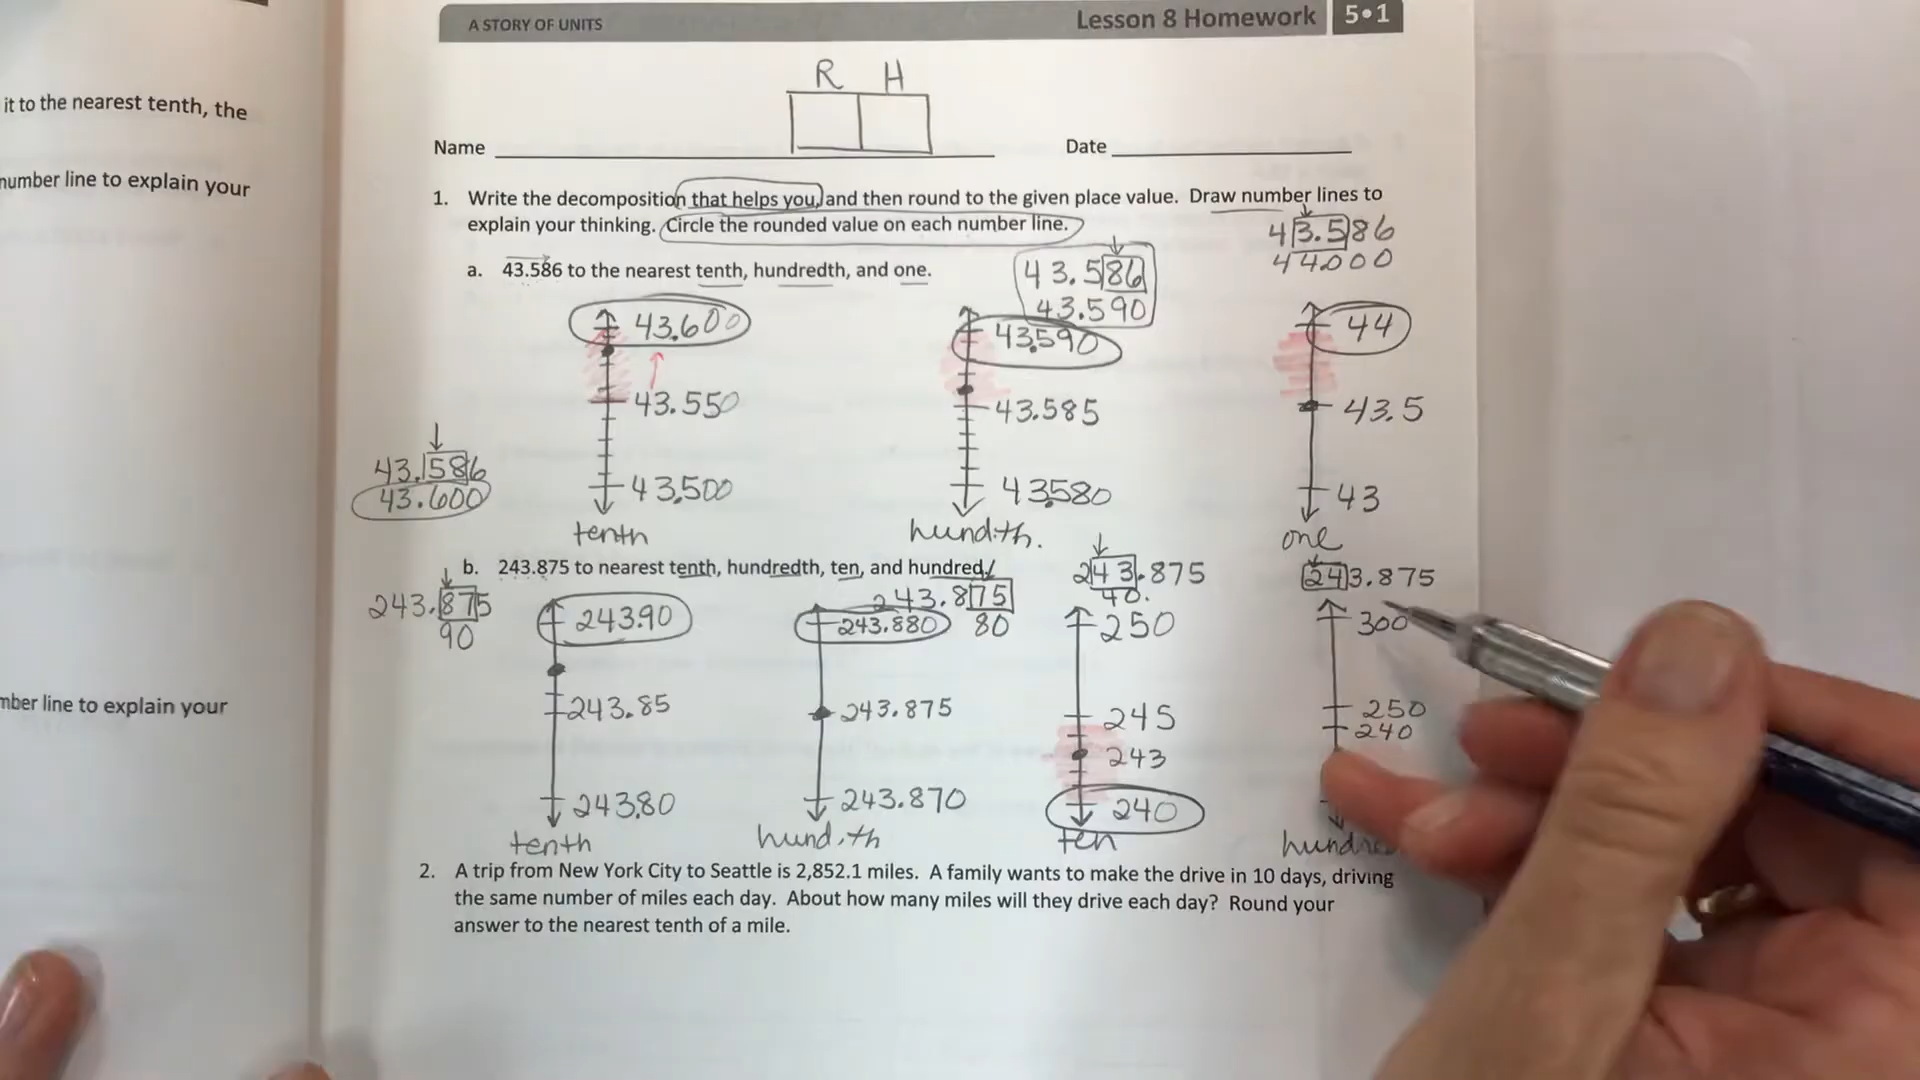 A STORY OF UNITS
Lesson 8 Homework 5•1
it to the nearest tenth, the
number line to explain your
mber line to explain your
R H
Name
Date
1. Write the decomposition that helps you, and then round to the given place value. Draw number lines to
explain your thinking. Circle the rounded value on each number line.
43.586
44.000
a. 43.586 to the nearest tenth, hundredth, and one.
43.586
43.590
43.600
43.550
43.500
tenth
43.586
43.600
43.590
43.585
43.580
hund.th.
44
43.5
43
one
b. 243.875 to nearest tenth, hundredth, ten, and hundred.
243.875
90
243.90
243.85
243.80
tenth
243.875
80
243.880
243.875
243.870
hund.th
243.875
40.
250
245
243
240
ten
243.875
300
250
240
2. A trip from New York City to Seattle is 2,852.1 miles. A family wants to make the drive in 10 days, driving
the same number of miles each day. About how many miles will they drive each day? Round your
answer to the nearest tenth of a mile.